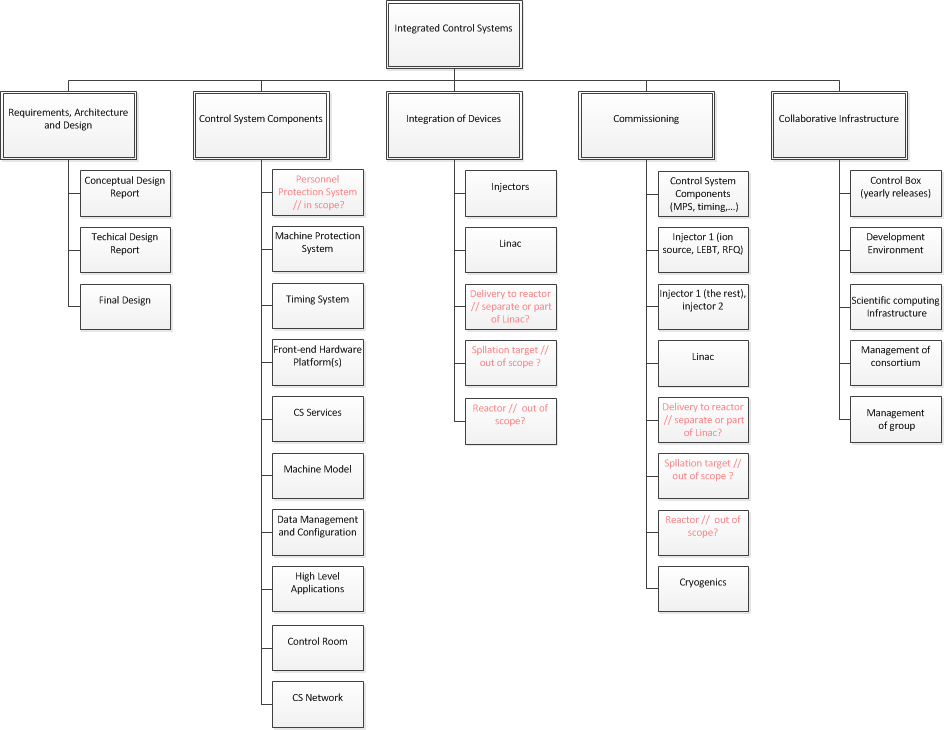 Integrated Control Systems
Requirements, Architecture
and Design
Conceptual Design
Report
Techical Design
Report
Final Design
Control System Components
Personnel
Protection System
// in scope?
Machine Protection
System
Timing System
Front-end Hardware
Platform(s)
CS Services
Machine Model
Data Management
and Configuration
High Level
Applications
Control Room
CS Network
Integration of Devices
Injectors
Linac
Delivery to reactor
// separate or part
of Linac?
Spllation target //
out of scope ?
Reactor // out of
scope?
Commissioning
Control System
Components
(MPS, timing,...)
Injector 1 (ion
source, LEBT, RFQ)
Injector 1 (the rest),
injector 2
Linac
Delivery to reactor
// separate or part
of Linac?
Spllation target //
out of scope ?
Reactor // out of
scope?
Cryogenics
Collaborative Infrastructure
Control Box
(yearly releases)
Development
Environment
Scientific computing
Infrastructure
Management of
consortium
Management
of group